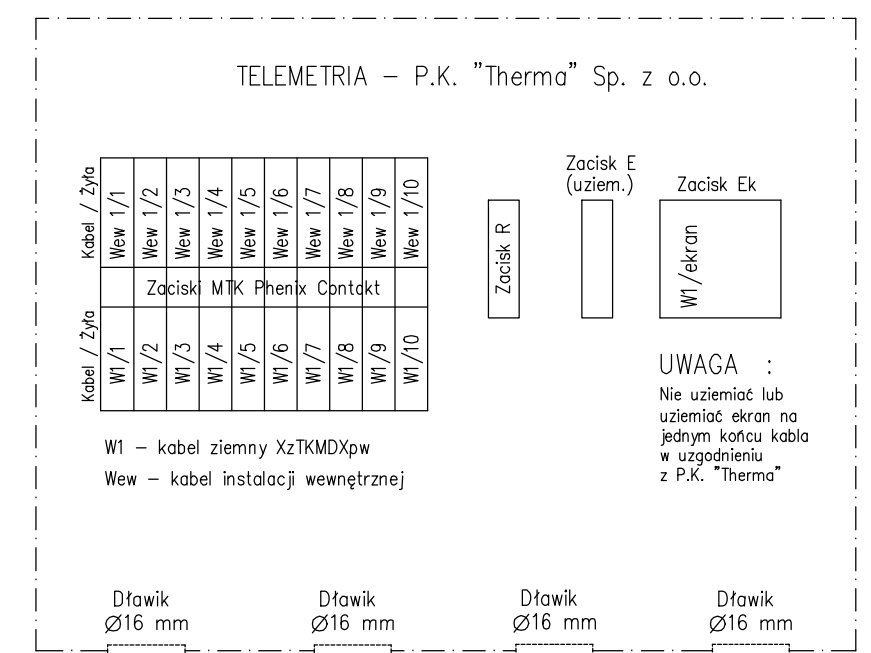 TELEMETRIA – P.K. "Therma" Sp. z o.o.
Kabel / Żyła
Wew 1/1
Wew 1/2
Wew 1/3
Wew 1/4
Wew 1/5
Wew 1/6
Wew 1/7
Wew 1/8
Wew 1/9
Wew 1/10
Zaciski MTK Phenix Contakt
Kabel / Żyła
W1/1
W1/2
W1/3
W1/4
W1/5
W1/6
W1/7
W1/8
W1/9
W1/10
Zacisk R
Zacisk E
(uziem.)
Zacisk Ek
W1/ekran
UWAGA :
Nie uziemiać lub
uziemiać ekran na
jednym końcu kabla
w uzgodnieniu
z P.K. "Therma"
W1 – kabel ziemny XzTKMDXpw
Wew – kabel instalacji wewnętrznej
Dławik
Ø16 mm
Dławik
Ø16 mm
Dławik
Ø16 mm
Dławik
Ø16 mm